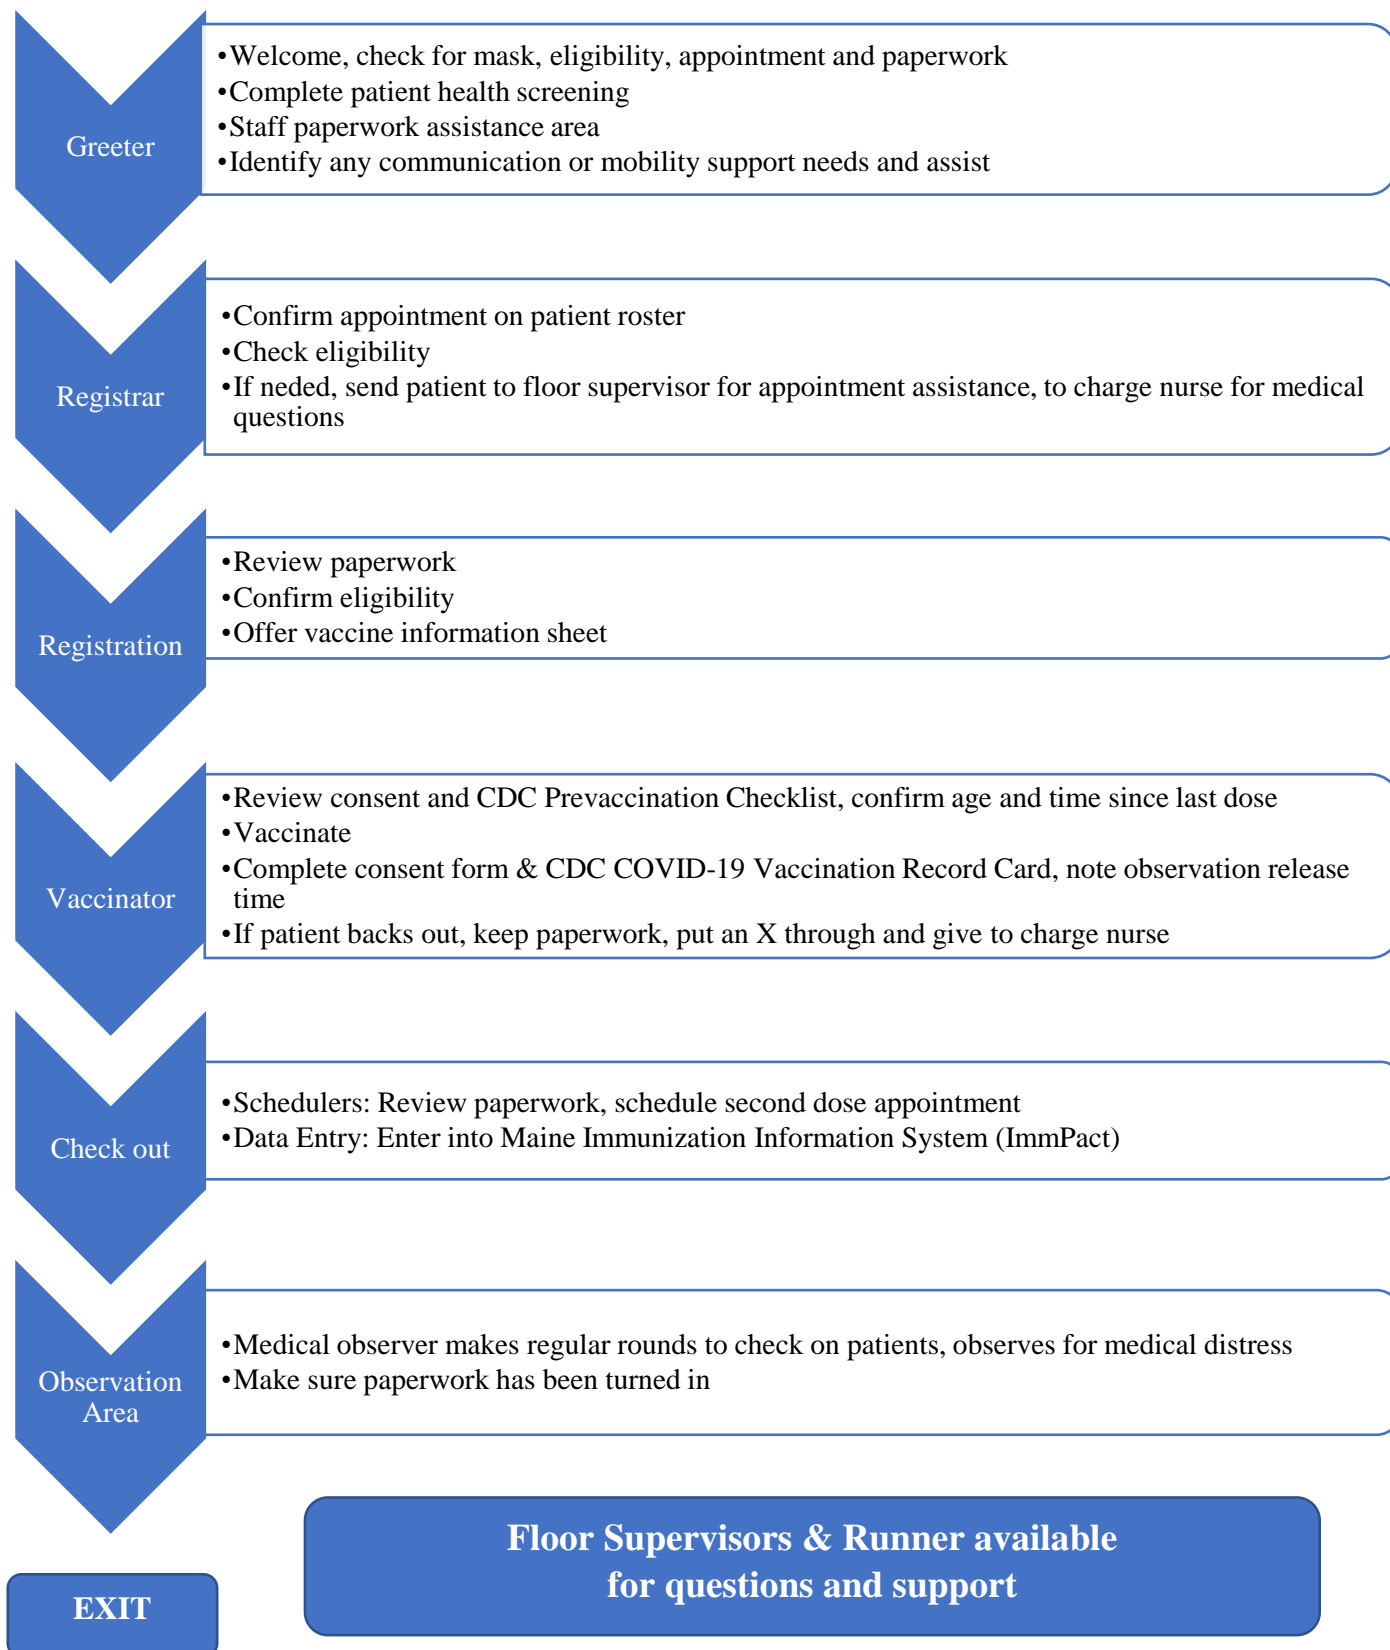 Greeter
•Welcome, check for mask, eligibility, appointment and paperwork
•Complete patient health screening
•Staff paperwork assistance area
•Identify any communication or mobility support needs and assist
Registrar
•Confirm appointment on patient roster
•Check eligibility
•If neded, send patient to floor supervisor for appointment assistance, to charge nurse for medical
questions
Registration
•Review paperwork
•Confirm eligibility
•Offer vaccine information sheet
Vaccinator
•Review consent and CDC Prevaccination Checklist, confirm age and time since last dose
•Vaccinate
•Complete consent form & CDC COVID-19 Vaccination Record Card, note observation release
time
•If patient backs out, keep paperwork, put an X through and give to charge nurse
Check out
•Schedulers: Review paperwork, schedule second dose appointment
•Data Entry: Enter into Maine Immunization Information System (ImmPact)
Observation
Area
•Medical observer makes regular rounds to check on patients, observes for medical distress
•Make sure paperwork has been turned in
Floor Supervisors & Runner available
for questions and support
EXIT